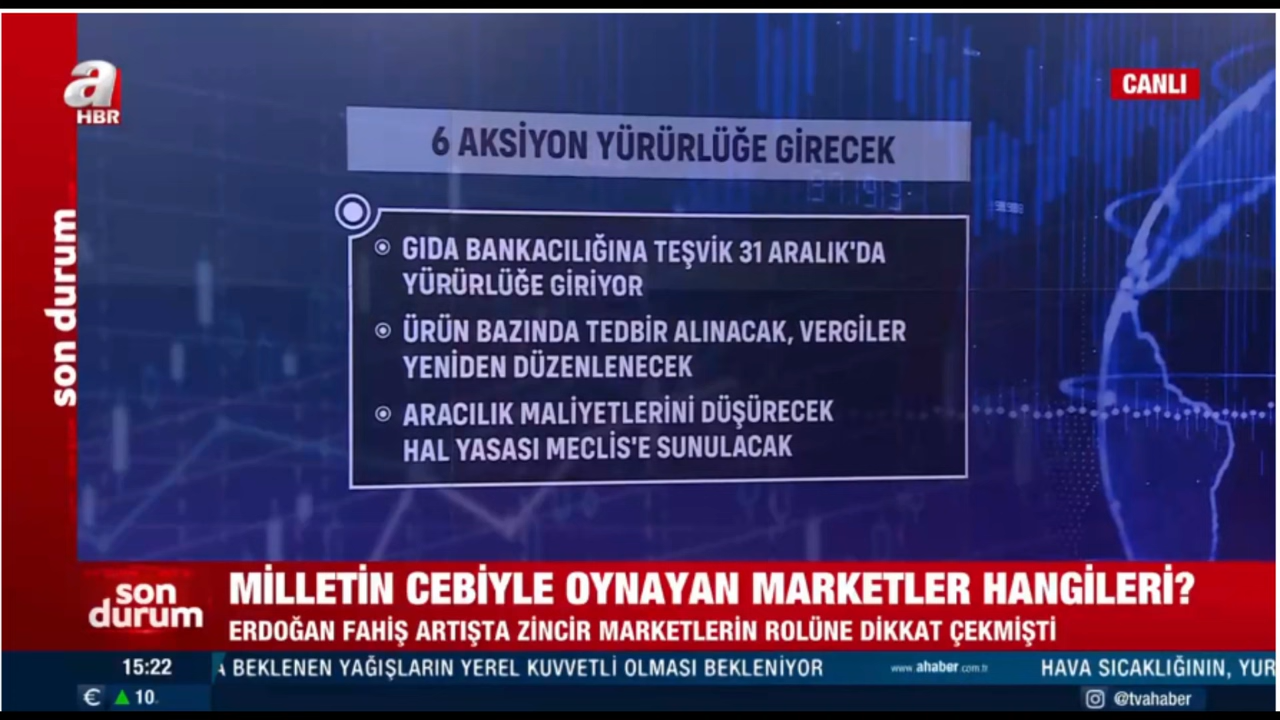 a
HBR
CANLI
6 AKSİYON YÜRÜRLÜĞE GİRECEK
GIDA BANKACILIĞINA TEŞVİK 31 ARALIK'DA
YÜRÜRLÜĞE GİRİYOR
ÜRÜN BAZINDA TEDBİR ALINACAK, VERGİLER
YENİDEN DÜZENLENECEK
ARACILIK MALİYETLERİNİ DÜŞÜRECEK
HAL YASASI MECLİS'E SUNULACAK
son durum
son
durum
MİLLETİN CEBİYLE OYNAYAN MARKETLER HANGİLERİ?
ERDOĞAN FAHİŞ ARTIŞTA ZİNCİR MARKETLERİN ROLÜNE DİKKAT ÇEKMİŞTİ
15:22
A BEKLENEN YAĞIŞLARIN YEREL KUVVETLİ OLMASI BEKLENİYOR www.ahaber.com.tr HAVA SICAKLIĞININ, YUR
€ ▲ 10
@tvahaber